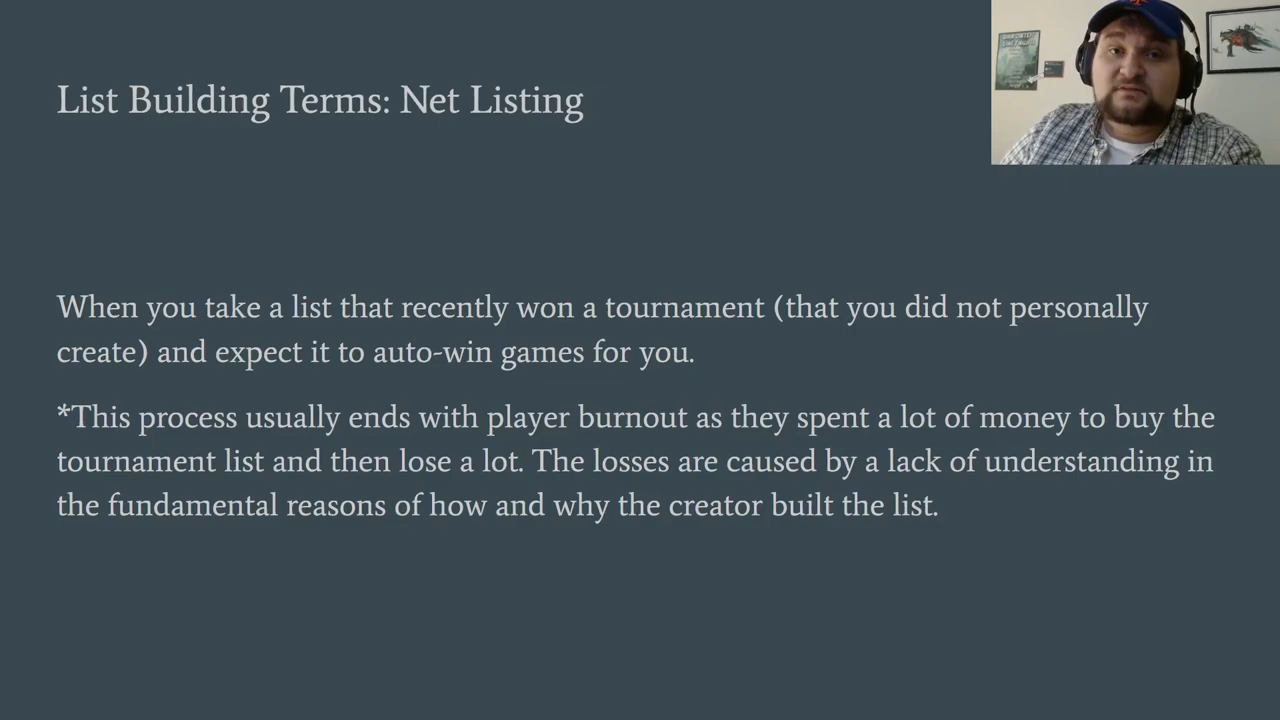 List Building Terms: Net Listing
When you take a list that recently won a tournament (that you did not personally
create) and expect it to auto-win games for you.
*This process usually ends with player burnout as they spent a lot of money to buy the
tournament list and then lose a lot. The losses are caused by a lack of understanding in
the fundamental reasons of how and why the creator built the list.